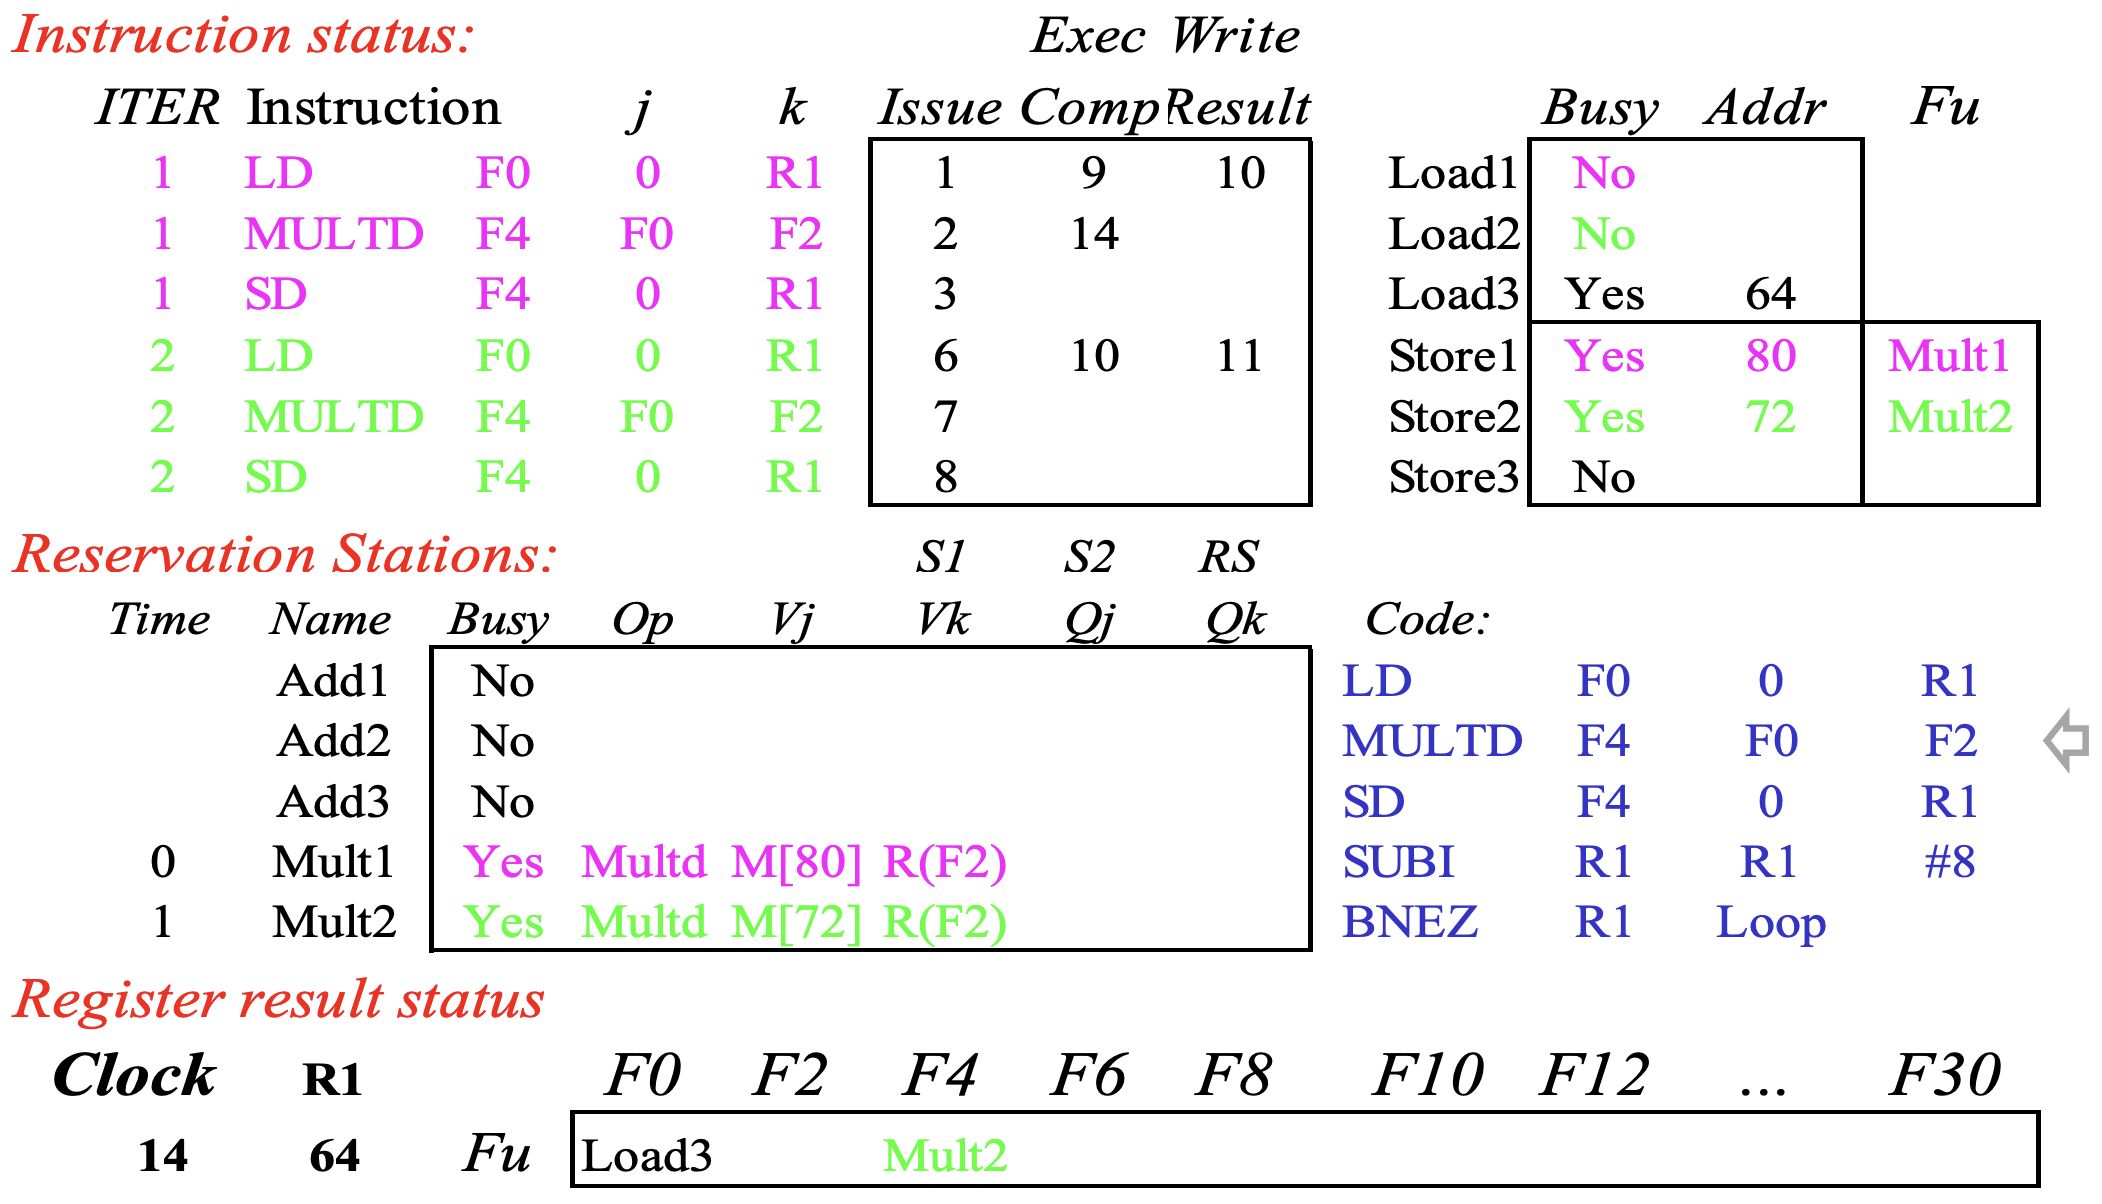 Instruction status: Exec Write
ITER Instruction j k Issue Comp Result Busy Addr Fu
1 LD F0 0 R1 1 9 10 Load1 No
1 MULTD F4 F0 F2 2 14 Load2 No
1 SD F4 0 R1 3 Load3 Yes 64
2 LD F0 0 R1 6 10 11 Store1 Yes 80 Mult1
2 MULTD F4 F0 F2 7 Store2 Yes 72 Mult2
2 SD F4 0 R1 8 Store3 No
Reservation Stations: S1 S2 RS
Time Name Busy Op Vj Vk Qj Qk Code:
Add1 No LD F0 0 R1
Add2 No MULTD F4 F0 F2
Add3 No SD F4 0 R1
0 Mult1 Yes Multd M[80] R(F2) SUBI R1 R1 #8
1 Mult2 Yes Multd M[72] R(F2) BNEZ R1 Loop
Register result status
Clock R1 F0 F2 F4 F6 F8 F10 F12 ... F30
14 64 Fu Load3 Mult2